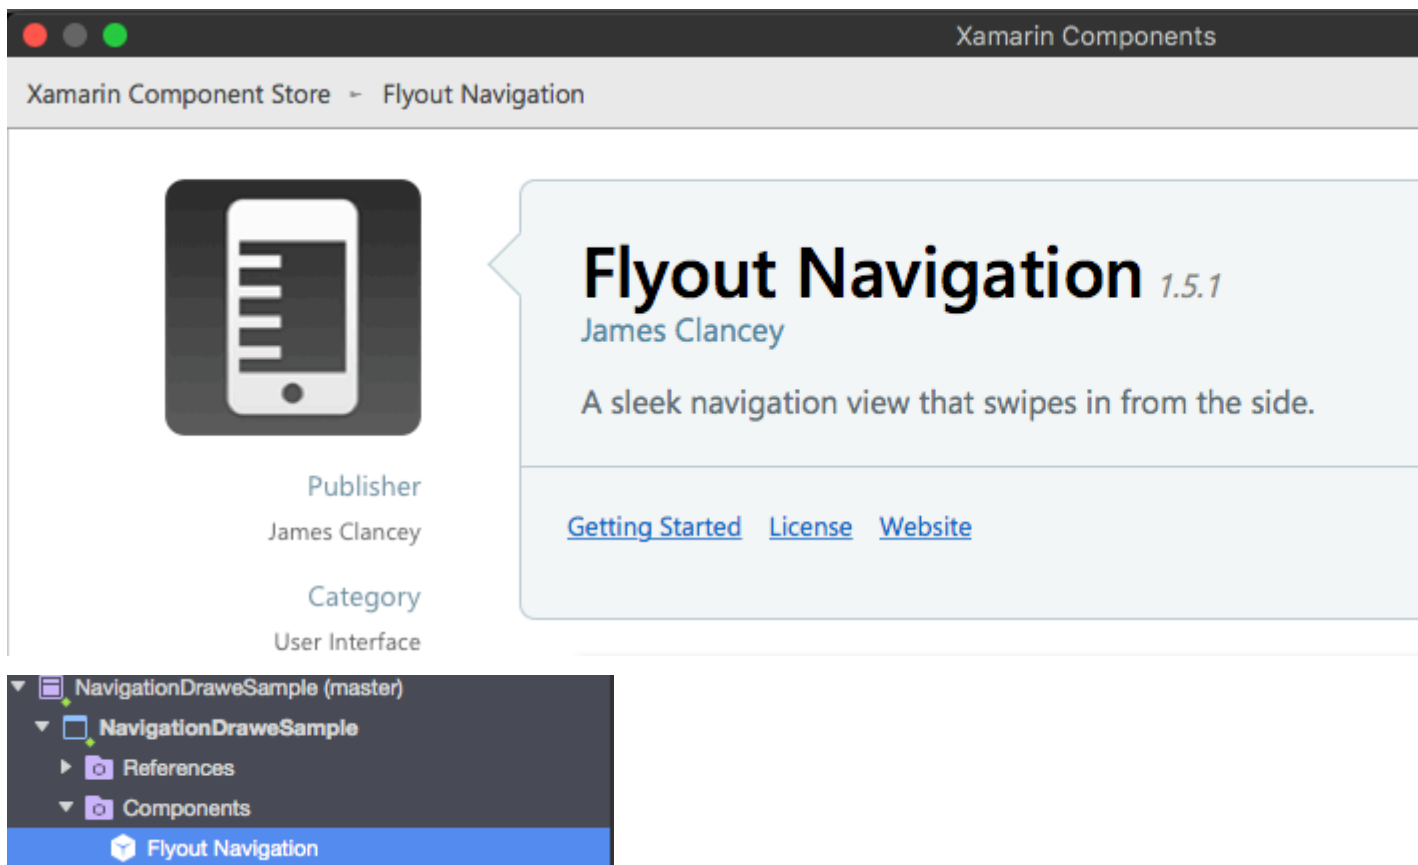 Xamarin Components
Xamarin Component Store ► Flyout Navigation
Flyout Navigation 1.5.1
James Clancey
A sleek navigation view that swipes in from the side.
Publisher
James Clancey
Getting Started License Website
Category
User Interface
NavigationDraweSample (master)
NavigationDraweSample
References
Components
Flyout Navigation